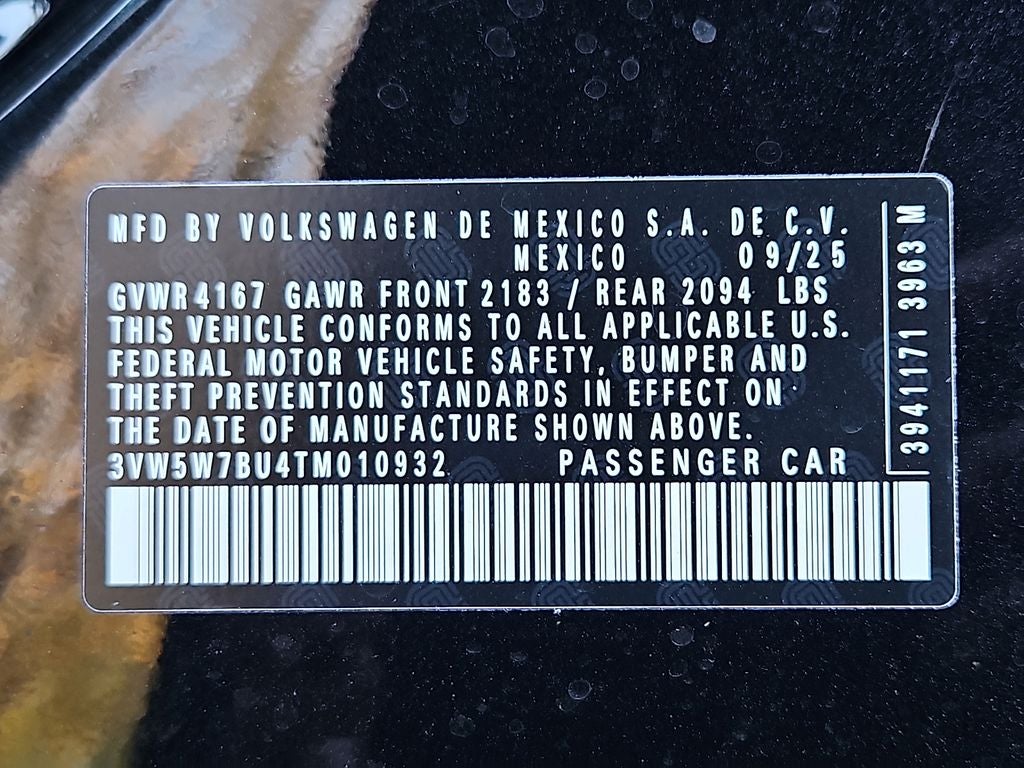 MFD BY VOLKSWAGEN DE MEXICO S.A. DE C.V.
MEXICO 09/25
GVWR 4167 GAWR FRONT 2183 / REAR 2094 LBS
THIS VEHICLE CONFORMS TO ALL APPLICABLE U.S.
FEDERAL MOTOR VEHICLE SAFETY, BUMPER AND
THEFT PREVENTION STANDARDS IN EFFECT ON
THE DATE OF MANUFACTURE SHOWN ABOVE.
3VW5W7BU4TM010932 PASSENGER CAR
3941171 3963 M